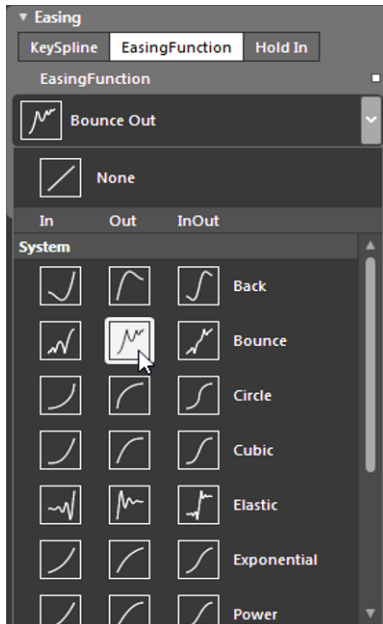 Easing
KeySpline EasingFunction Hold In
EasingFunction
Bounce Out
None
In Out InOut
System
Back
Bounce
Circle
Cubic
Elastic
Exponential
Power